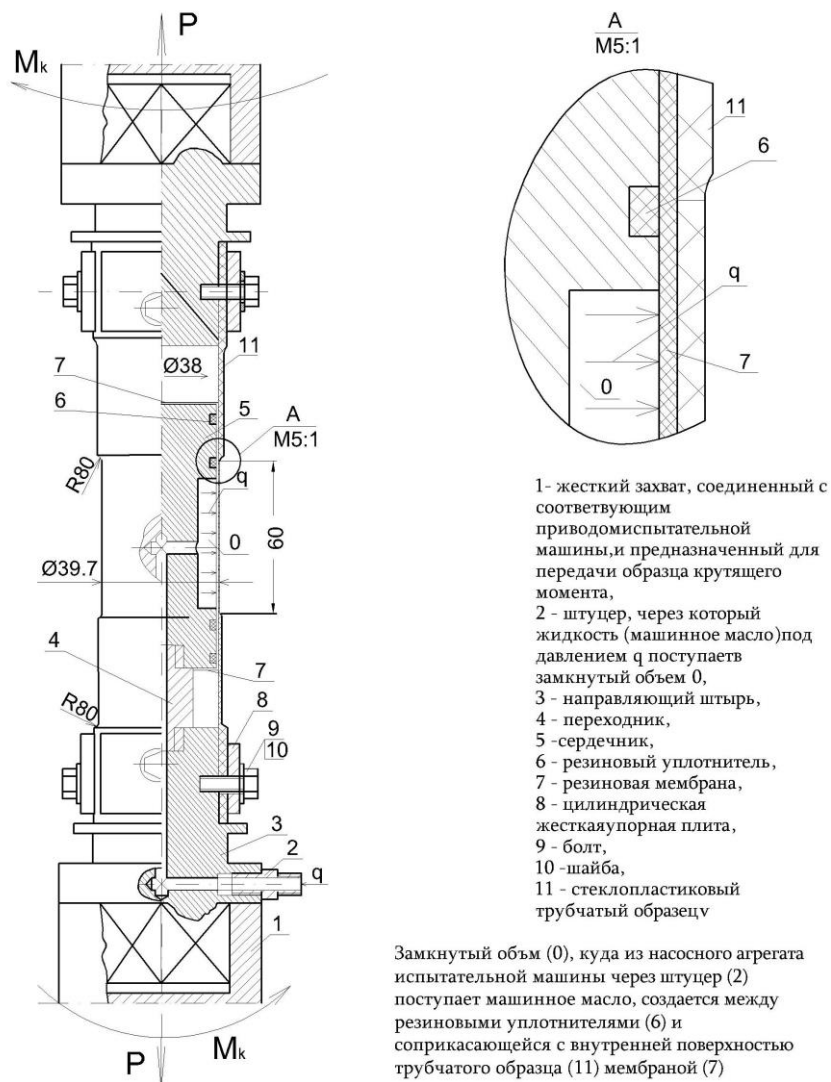 P
Mₖ
A
М5:1
11
6
q
7
0
7
Ø38
11
6
5
A
М5:1
R80
q
0
60
Ø39.7
4
7
R80
8
9
10
3
2
q
1
P
Mₖ
1- жесткий захват, соединенный с
соответвующим
приводомиспытательной
машины,и предназначенный для
передачи образца крутящего
момента,
2 - штуцер, через который
жидкость (машинное масло)под
давлением q поступаетв
замкнутый объем 0,
3 - направляющий штырь,
4 - переходник,
5 -сердечник,
6 - резиновый уплотнитель,
7 - резиновая мембрана,
8 - цилиндрическая
жесткаяупорная плита,
9 - болт,
10 -шайба,
11 - стеклопластиковый
трубчатый образецv
Замкнутый объм (0), куда из насосного агрегата
испытательной машины через штуцер (2)
поступает машинное масло, создается между
резиновыми уплотнителями (6) и
соприкасающейся с внутренней поверхностью
трубчатого образца (11) мембраной (7)